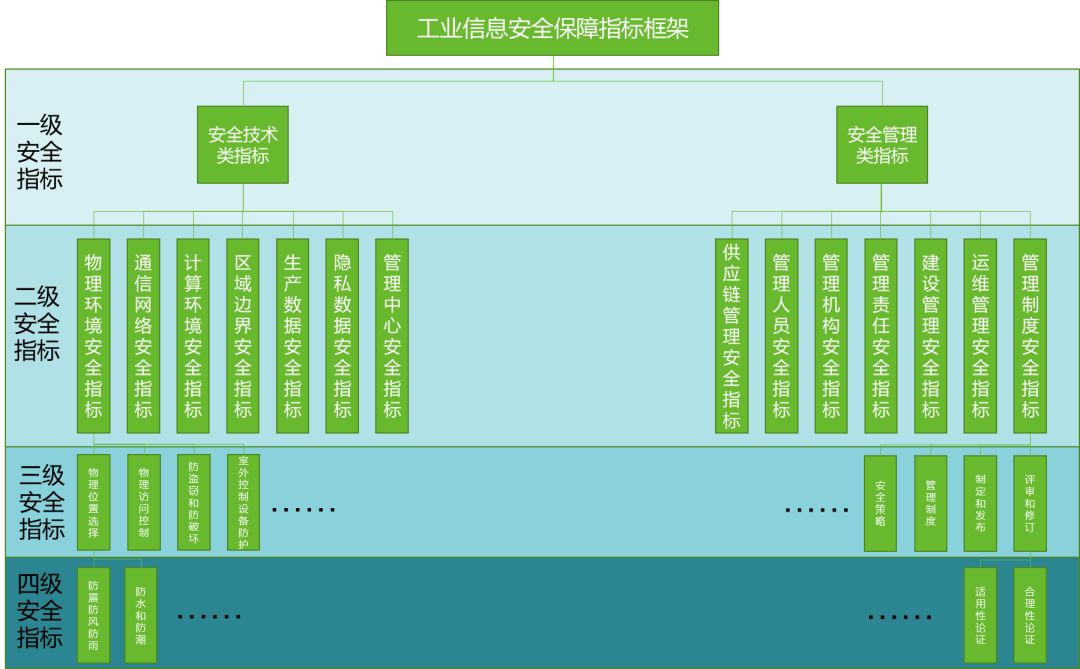 工业信息安全保障指标框架
一级
安全
指标
安全技术
类指标
安全管理
类指标
二级
安全
指标
物理环境安全指标
通信网络安全指标
计算环境安全指标
区域边界安全指标
生产数据安全指标
隐私数据安全指标
管理中心安全指标
供应链管理安全指标
管理人员安全指标
管理机构安全指标
管理责任安全指标
建设管理安全指标
运维管理安全指标
管理制度安全指标
三级
安全
指标
物理位置选择
物理访问控制
防盗窃和防破坏
室外控制设备防护
......
......
安全策略
管理制度
制定和发布
评审和修订
四级
安全
指标
防震防风防雨
防水和防潮
......
......
适用性论证
合理性论证